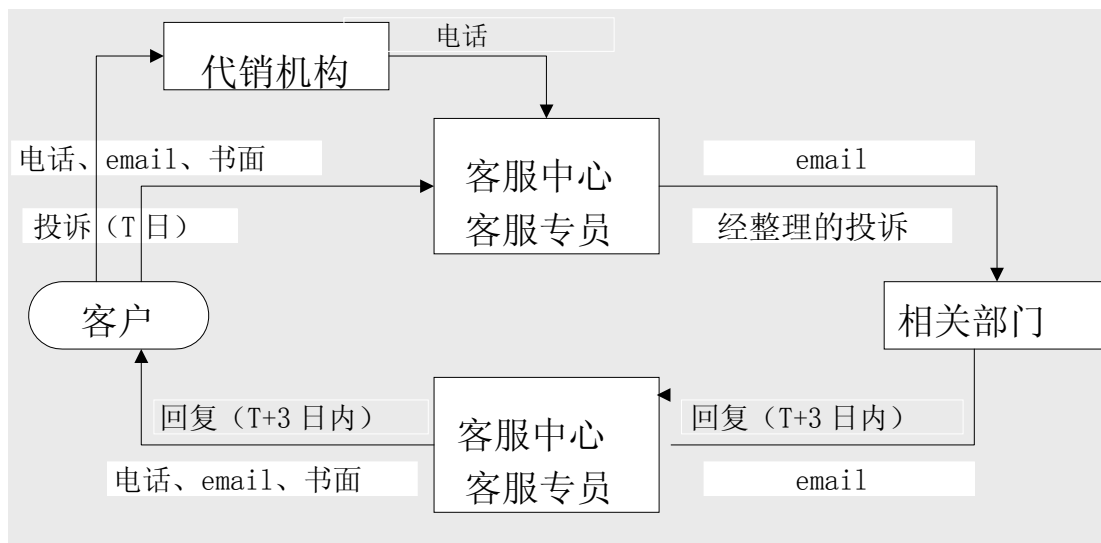 电话
代销机构
电话、email、书面
客服中心
客服专员
email
投诉（T 日）
经整理的投诉
客户
相关部门
回复（T+3 日内）
客服中心
客服专员
回复（T+3 日内）
电话、email、书面
email